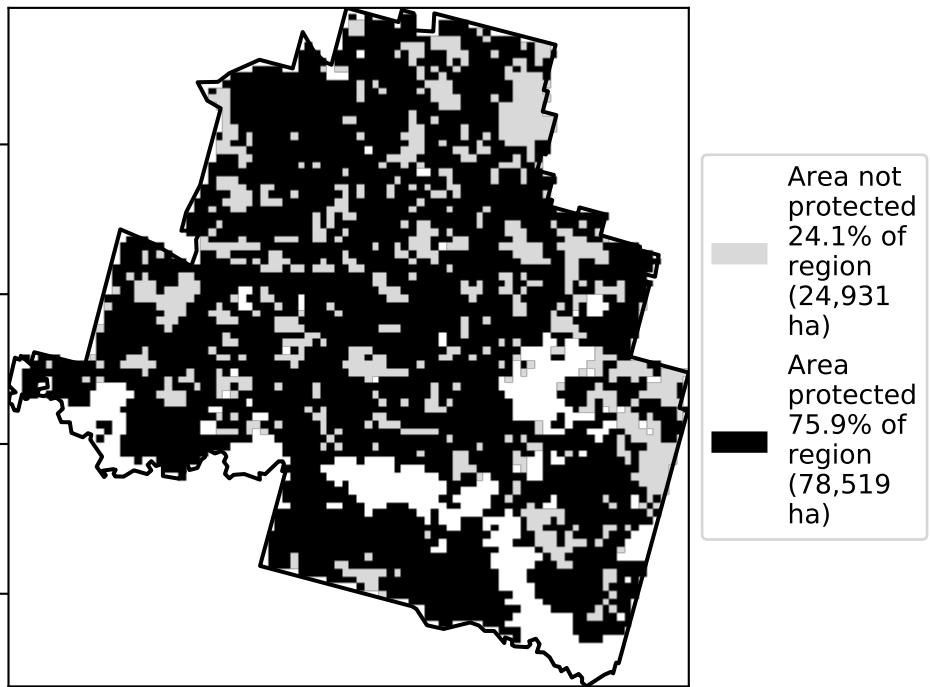 Area not
protected
24.1% of
region
(24,931
ha)
Area
protected
75.9% of
region
(78,519
ha)